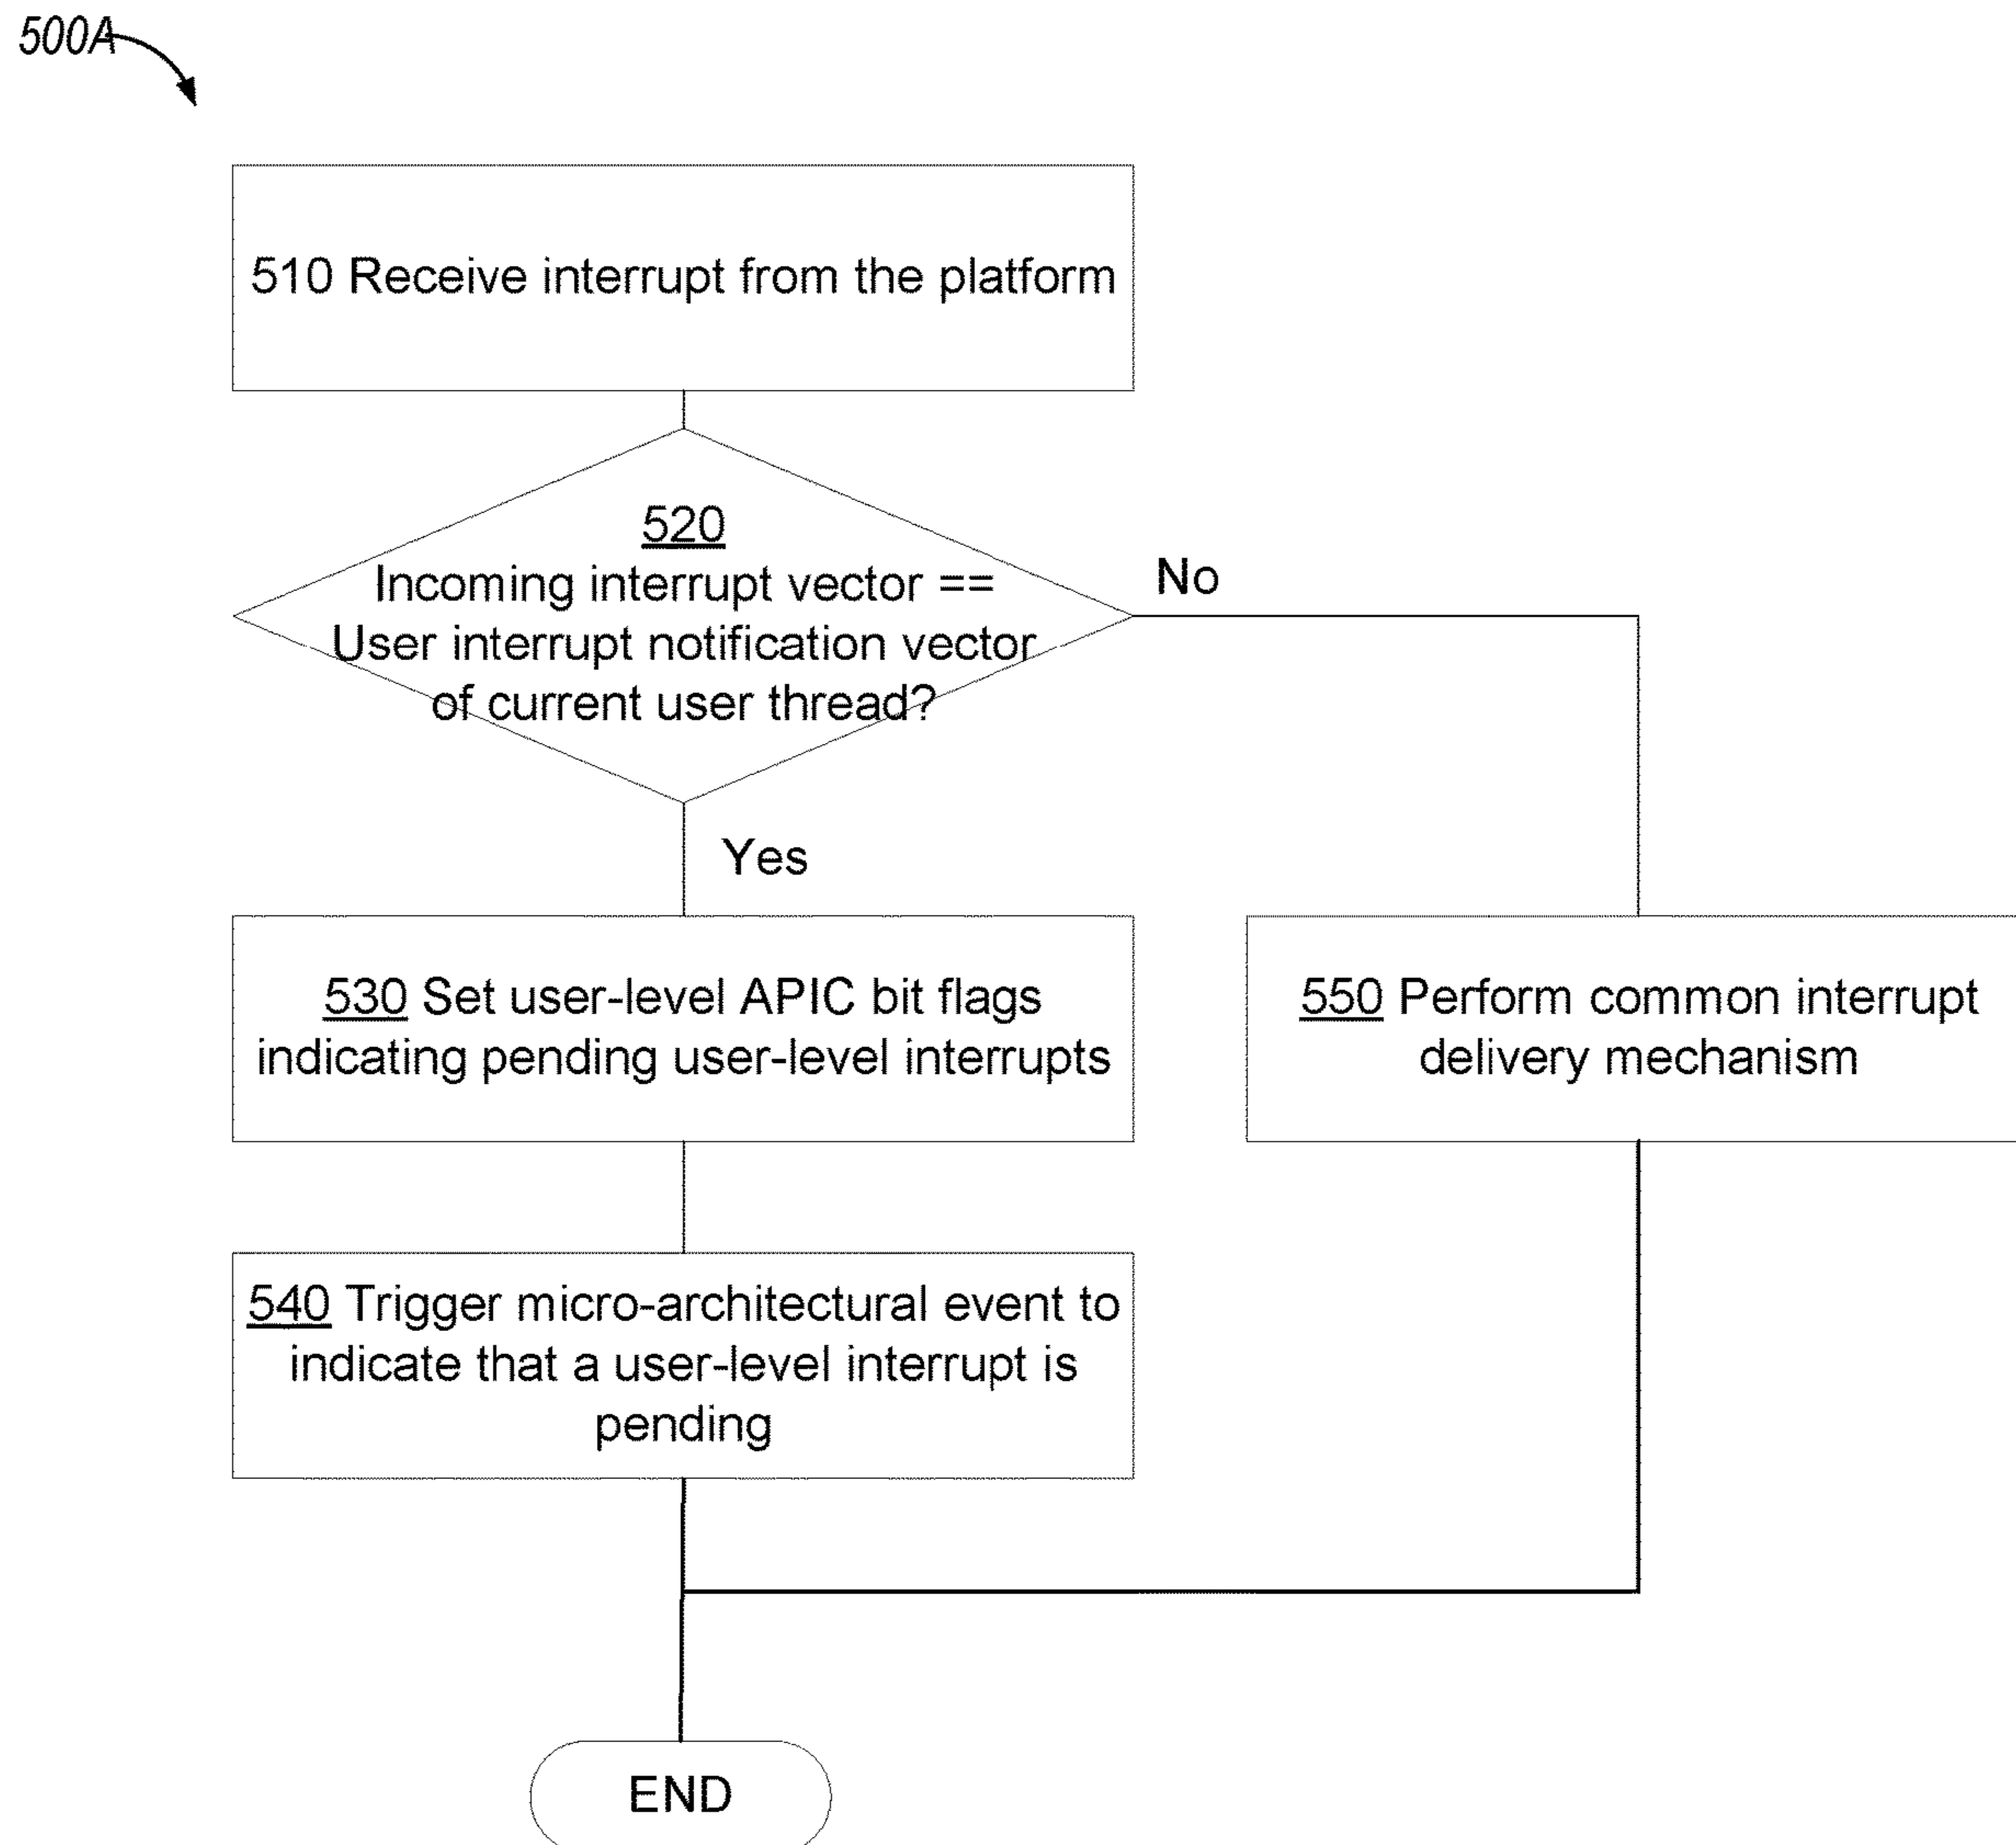 500A
510 Receive interrupt from the platform
520
Incoming interrupt vector ==
User interrupt notification vector
of current user thread?
No
Yes
530 Set user-level APIC bit flags
indicating pending user-level interrupts
550 Perform common interrupt
delivery mechanism
540 Trigger micro-architectural event to
indicate that a user-level interrupt is
pending
END